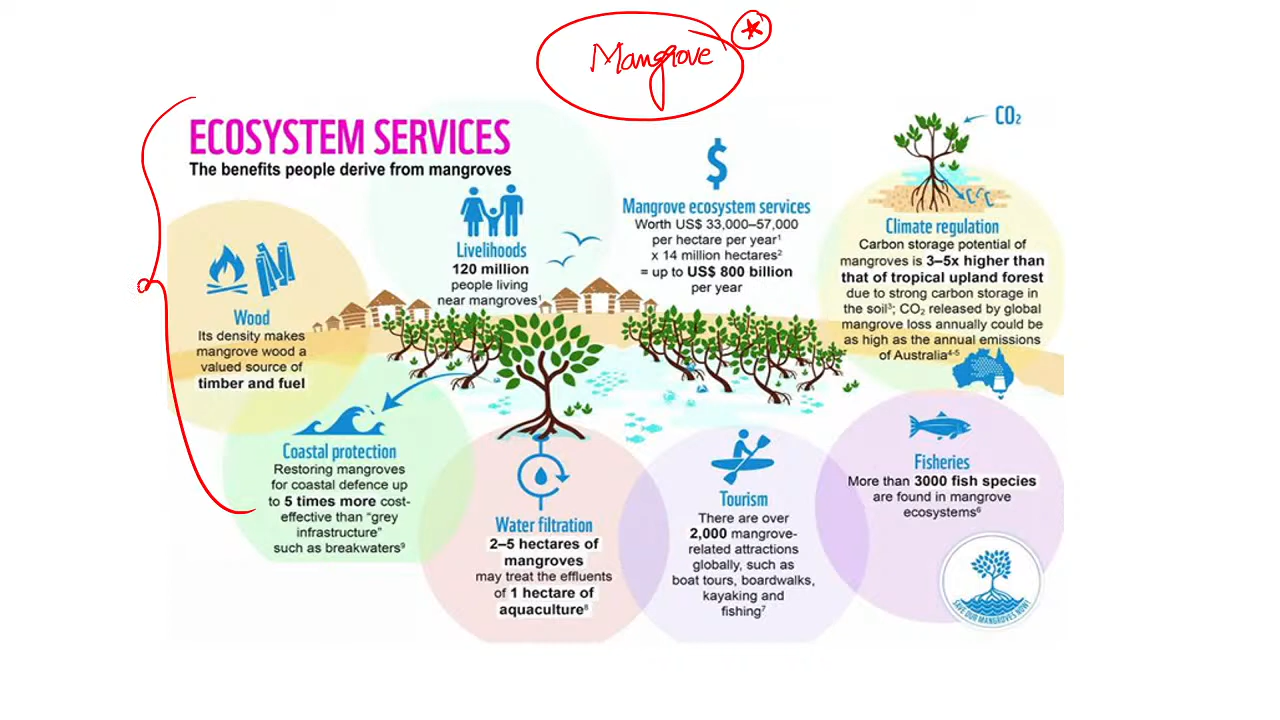 Mangrove
ECOSYSTEM SERVICES
The benefits people derive from mangroves
Livelihoods
120 million
people living
near mangroves¹
$
Mangrove ecosystem services
Worth US$ 33,000–57,000
per hectare per year¹
x 14 million hectares²
= up to US$ 800 billion
per year
CO₂
C C C
Climate regulation
Carbon storage potential of
mangroves is 3–5x higher than
that of tropical upland forest
due to strong carbon storage in
the soil³; CO₂ released by global
mangrove loss annually could be
as high as the annual emissions
of Australia⁴⁻⁵
Wood
Its density makes
mangrove wood a
valued source of
timber and fuel
Coastal protection
Restoring mangroves
for coastal defence up
to 5 times more cost-
effective than “grey
infrastructure”
such as breakwaters⁹
Water filtration
2–5 hectares of
mangroves
may treat the effluents
of 1 hectare of
aquaculture⁸
Tourism
There are over
2,000 mangrove-
related attractions
globally, such as
boat tours, boardwalks,
kayaking and
fishing⁷
Fisheries
More than 3000 fish species
are found in mangrove
ecosystems⁶
SAVE OUR MANGROVES NOW!